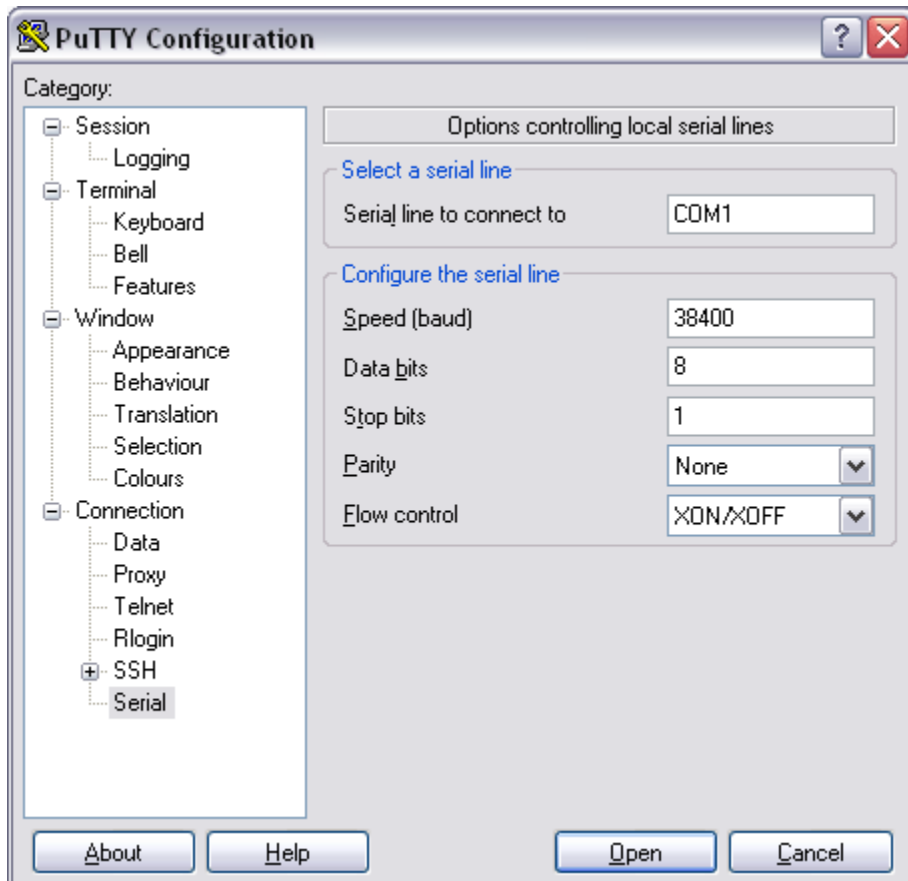 PuTTY Configuration
?
Category:
Session
Logging
Terminal
Keyboard
Bell
Features
Window
Appearance
Behaviour
Translation
Selection
Colours
Connection
Data
Proxy
Telnet
Rlogin
SSH
Serial
Options controlling local serial lines
Select a serial line
Serial line to connect to COM1
Configure the serial line
Speed (baud) 38400
Data bits 8
Stop bits 1
Parity None
Flow control XON/XOFF
About Help Open Cancel